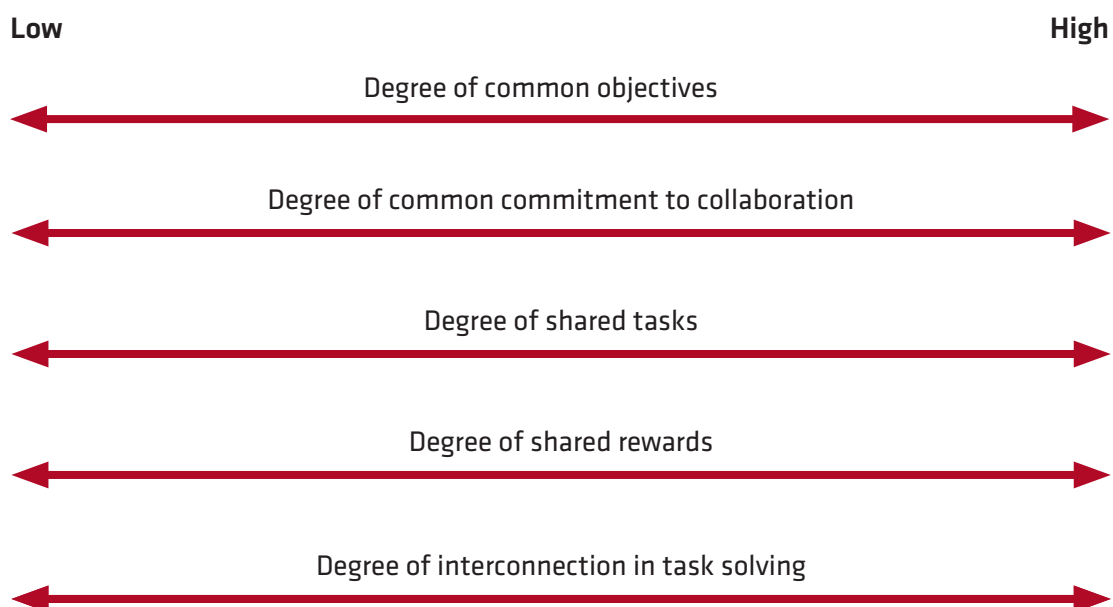 Low High
Degree of common objectives
Degree of common commitment to collaboration
Degree of shared tasks
Degree of shared rewards
Degree of interconnection in task solving